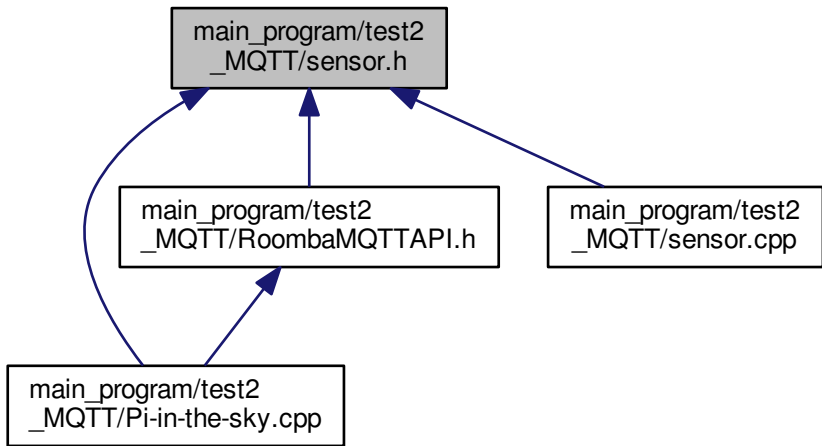 main_program/test2
_MQTT/sensor.h
main_program/test2
_MQTT/RoombaMQTTAPI.h
main_program/test2
_MQTT/sensor.cpp
main_program/test2
_MQTT/Pi-in-the-sky.cpp